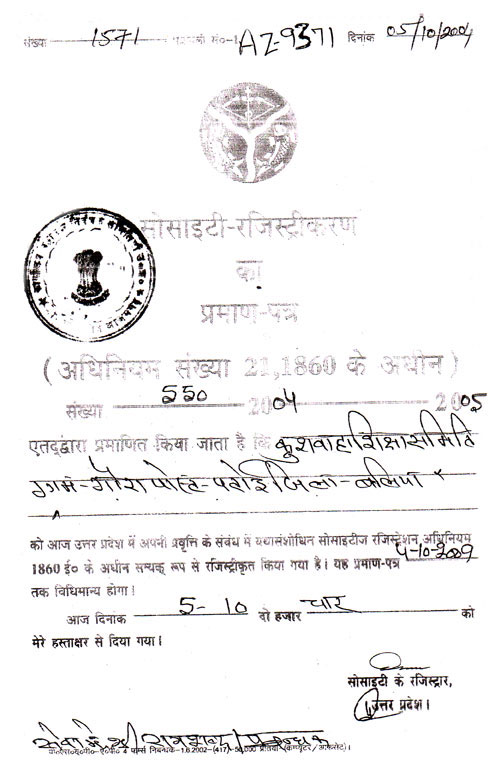 संख्या 1571 पत्रावली सं०-1 AZ-9371 दिनांक 05/10/2004
सोसाइटी-रजिस्ट्रीकरण
का
प्रमाण-पत्र
(अधिनियम संख्या 21,1860 के अधीन)
संख्या 550 2004 2005
एतद्द्वारा प्रमाणित किया जाता है कि कुशवाहा शिक्षा समिति
ग्राम-गौरा पोस्ट-परोई जिला-बलिया
को आज उत्तर प्रदेश में अपनी प्रवृत्ति के संबंध में यथासंशोधित सोसाइटीज रजिस्ट्रेशन अधिनियम
1860 ई० के अधीन सम्यक् रूप से रजिस्ट्रीकृत किया गया है। यह प्रमाण-पत्र 4-10-2009
तक विधिमान्य होगा।
आज दिनांक 5-10 दो हजार चार को
मेरे हस्ताक्षर से दिया गया।
सोसाइटी के रजिस्ट्रार,
उत्तर प्रदेश।